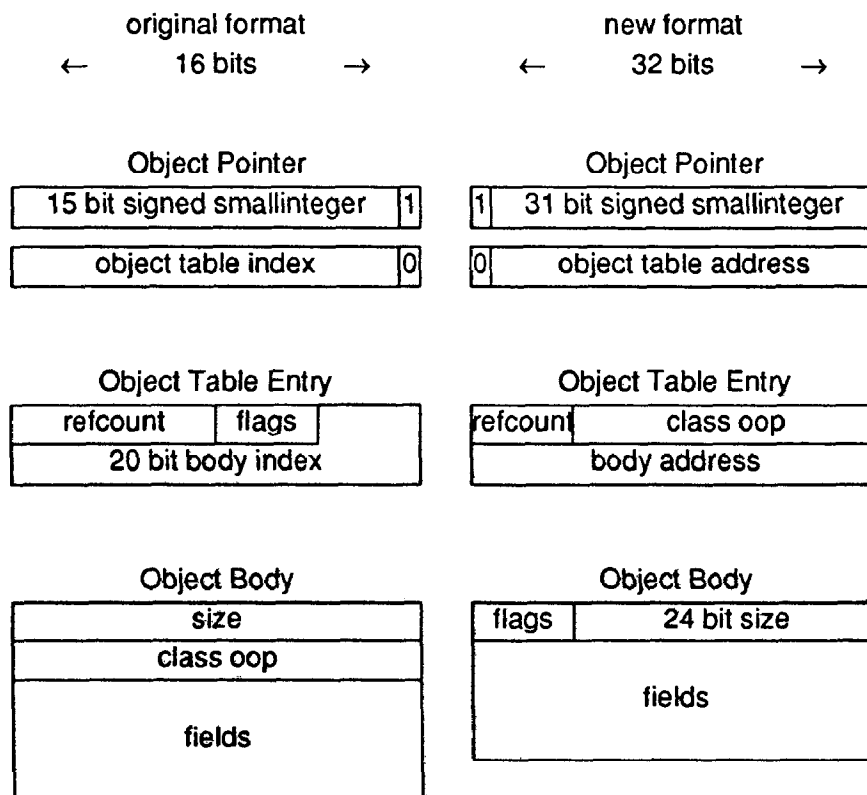 original format
← 16 bits →
Object Pointer
15 bit signed smallinteger 1
object table index 0
Object Table Entry
refcount flags
20 bit body index
Object Body
size
class oop
fields
new format
← 32 bits →
Object Pointer
1 31 bit signed smallinteger
0 object table address
Object Table Entry
refcount class oop
body address
Object Body
flags 24 bit size
fields